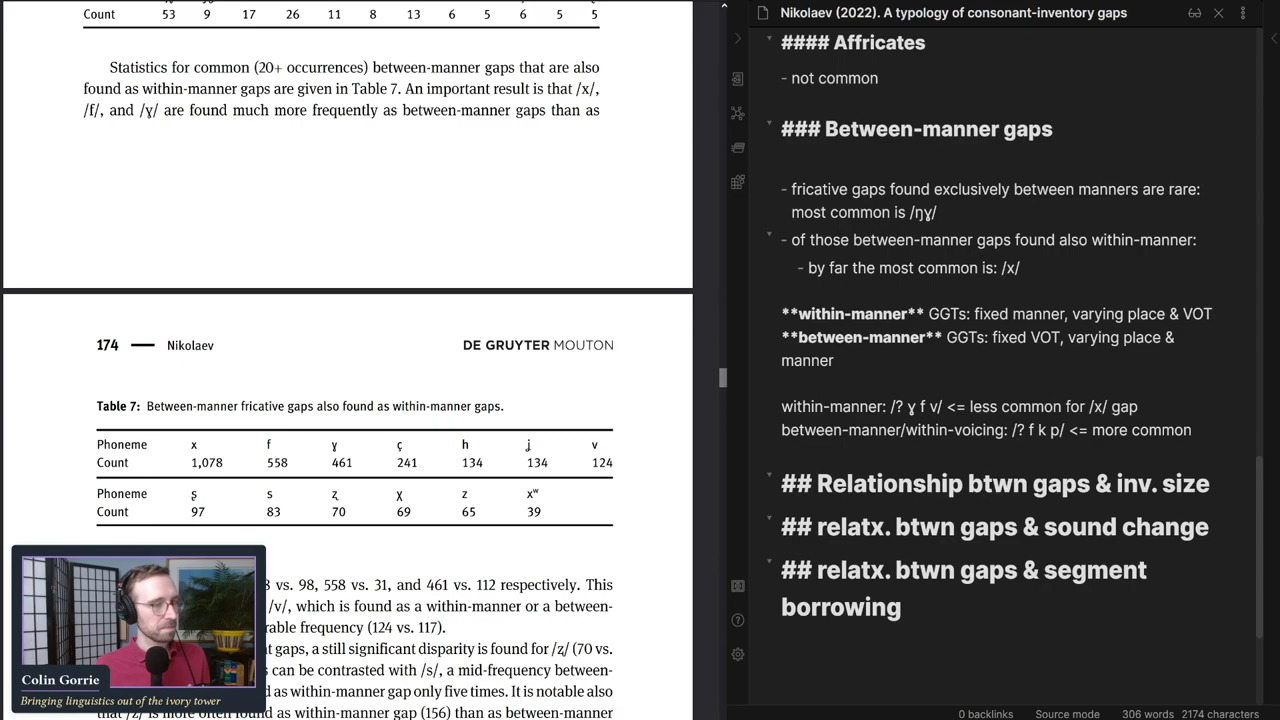 Count 53 9 17 26 11 8 13 6 5 6 5 5
Statistics for common (20+ occurrences) between-manner gaps that are also
found as within-manner gaps are given in Table 7. An important result is that /x/,
/f/, and /ɣ/ are found much more frequently as between-manner gaps than as
174 — Nikolaev DE GRUYTER MOUTON
Table 7: Between-manner fricative gaps also found as within-manner gaps.
Phoneme x f ɣ ç h ʝ v
Count 1,078 558 461 241 134 134 124
Phoneme ʂ s ʐ χ z xʷ
Count 97 83 70 69 65 39
vs. 98, 558 vs. 31, and 461 vs. 112 respectively. This
/v/, which is found as a within-manner or a between-
rable frequency (124 vs. 117).
gaps, a still significant disparity is found for /ʐ/ (70 vs.
s can be contrasted with /s/, a mid-frequency between-
d as within-manner gap only five times. It is notable also
that /z/ is more often found as within-manner gap (156) than as between-manner
Colin Gorrie
Bringing linguistics out of the ivory tower
Nikolaev (2022). A typology of consonant-inventory gaps
#### Affricates
- not common
### Between-manner gaps
- fricative gaps found exclusively between manners are rare:
most common is /ŋɣ/
- of those between-manner gaps found also within-manner:
- by far the most common is: /x/
**within-manner** GGTs: fixed manner, varying place & VOT
**between-manner** GGTs: fixed VOT, varying place &
manner
within-manner: /? ɣ f v/ <= less common for /x/ gap
between-manner/within-voicing: /? f k p/ <= more common
## Relationship btwn gaps & inv. size
## relatx. btwn gaps & sound change
## relatx. btwn gaps & segment
borrowing
0 backlinks Source mode 306 words 2174 characters